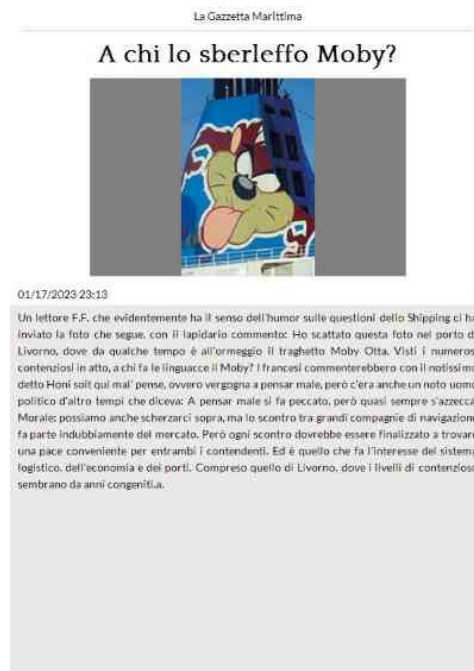 La Gazzetta Marittima
A chi lo sberleffo Moby?
01/17/2023 23:13
Un lettore F.F. che evidentemente ha il senso dell'humor sulle questioni dello Shipping ci ha
inviato la foto che segue, con il lapidario commento: Ho scattato questa foto nel porto d
Livorno, dove da qualche tempo é all'ormeggio il traghetto Moby Otta. Visti i numeros
contenziosi in atto, a chi fa le linguacce il Moby? I francesi commenterebbero con il notissimo
detto Honi soit qui mal' pense, ovvero vergogna a pensar male, però c'era anche un noto uomo
politico d'altro tempi che diceva: A pensar male si fa peccato, però quasi sempre s'azzecca
Morale: possiamo anche scherzarci sopra, ma lo scontro tra grandi compagnie di navigazione
fa parte indubbiamente del mercato. Però ogni scontro dovrebbe essere finalizzato a trovare
una pace conveniente per entrambi i contendenti. Ed è quello che fa l'interesse del sistema
logistico, dell'economia e dei porti. Compreso quello di Livorno, dove i livelli di contenzioso
sembrano da anni congeniti.a.